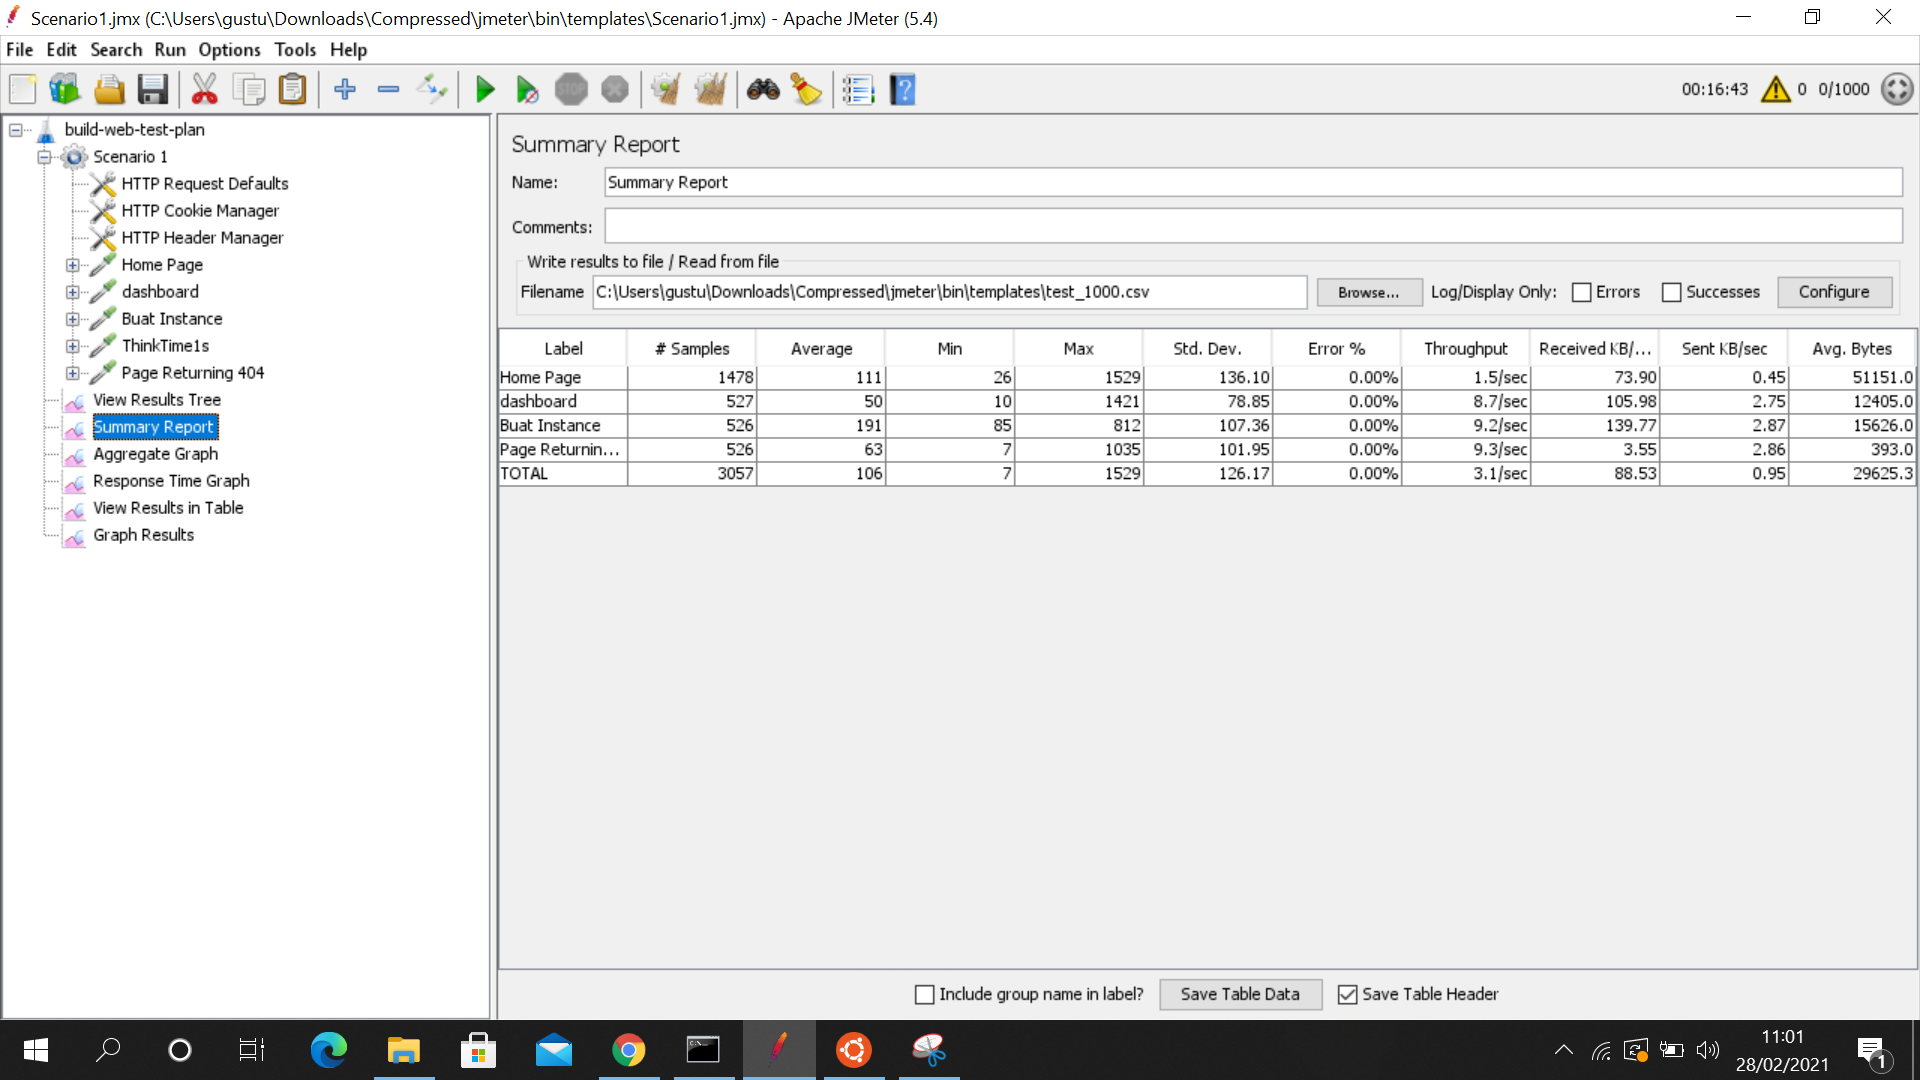 Scenario1.jmx (C:\Users\gustu\Downloads\Compressed\jmeter\bin\templates\Scenario1.jmx) - Apache JMeter (5.4)
File Edit Search Run Options Tools Help
STOP
00:16:43 0 0/1000
build-web-test-plan
Scenario 1
HTTP Request Defaults
HTTP Cookie Manager
HTTP Header Manager
Home Page
dashboard
Buat Instance
ThinkTime1s
Page Returning 404
View Results Tree
Summary Report
Aggregate Graph
Response Time Graph
View Results in Table
Graph Results
Summary Report
Name: Summary Report
Comments:
Write results to file / Read from file
Filename C:\Users\gustu\Downloads\Compressed\jmeter\bin\templates\test_1000.csv Browse... Log/Display Only: Errors Successes Configure
Label # Samples Average Min Max Std. Dev. Error % Throughput Received KB/... Sent KB/sec Avg. Bytes
Home Page 1478 111 26 1529 136.10 0.00% 1.5/sec 73.90 0.45 51151.0
dashboard 527 50 10 1421 78.85 0.00% 8.7/sec 105.98 2.75 12405.0
Buat Instance 526 191 85 812 107.36 0.00% 9.2/sec 139.77 2.87 15626.0
Page Returnin... 526 63 7 1035 101.95 0.00% 9.3/sec 3.55 2.86 393.0
TOTAL 3057 106 7 1529 126.17 0.00% 3.1/sec 88.53 0.95 29625.3
Include group name in label? Save Table Data Save Table Header
11:01
28/02/2021
1